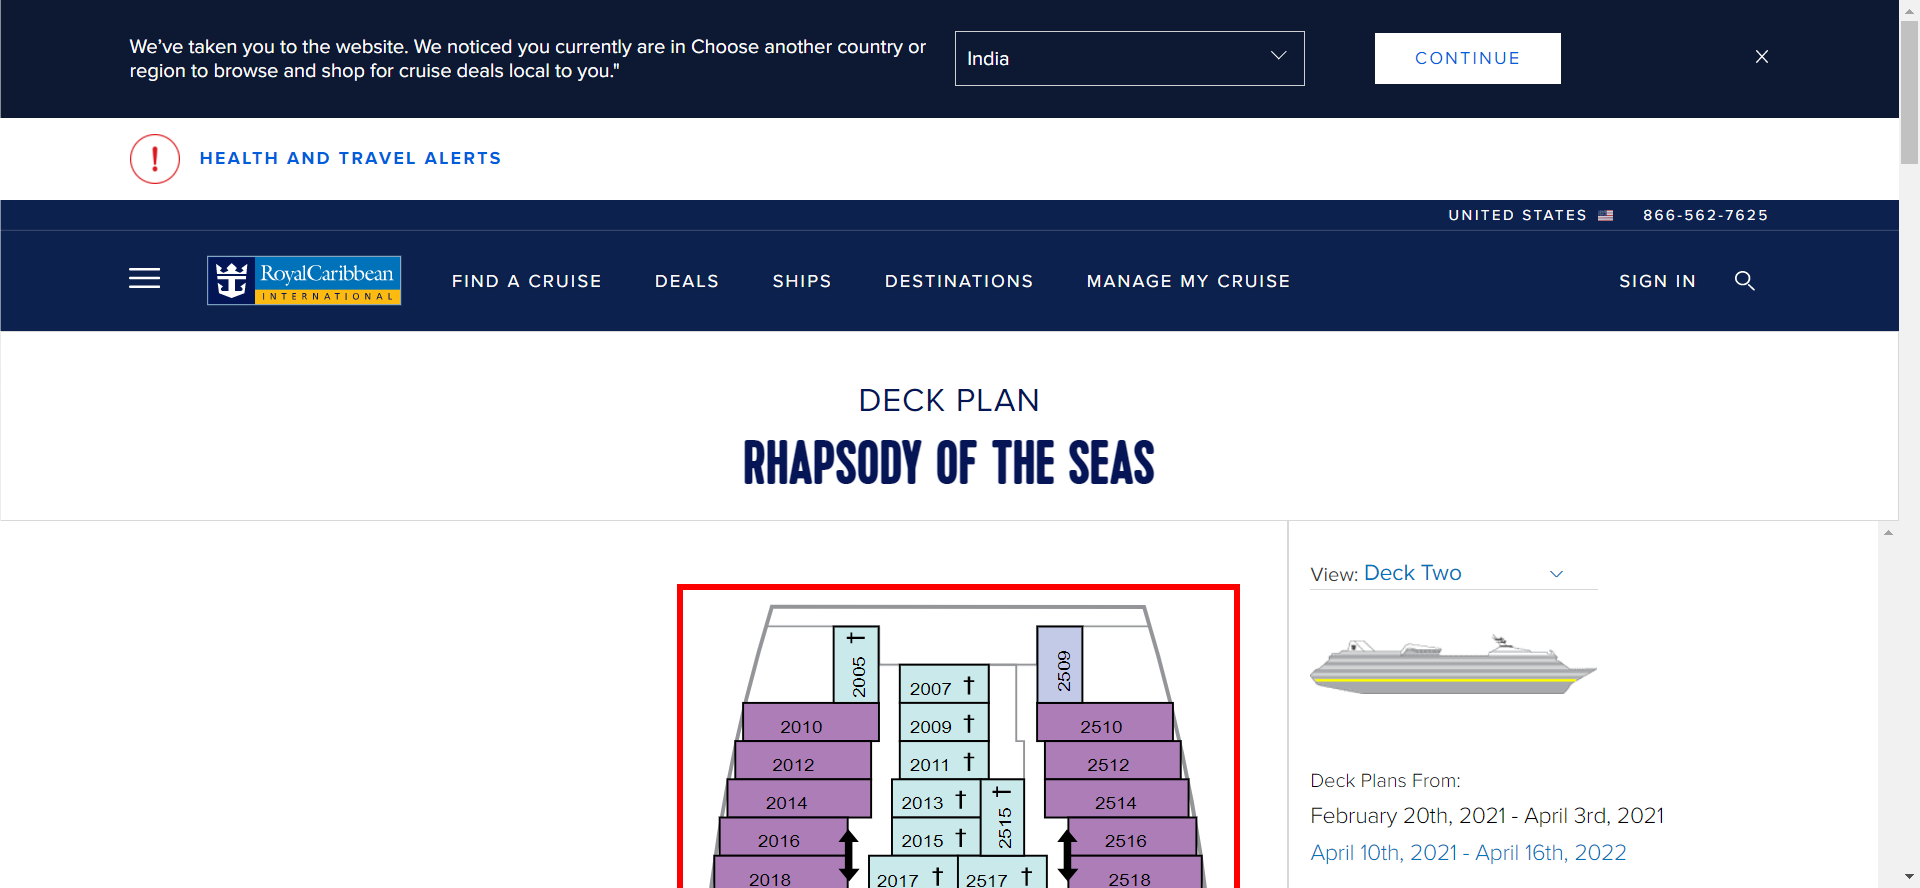 We've taken you to the website. We noticed you currently are in Choose another country or
region to browse and shop for cruise deals local to you."
India
CONTINUE
HEALTH AND TRAVEL ALERTS
UNITED STATES
866-562-7625
RoyalCaribbean
INTERNATIONAL
FIND A CRUISE
DEALS
SHIPS
DESTINATIONS
MANAGE MY CRUISE
SIGN IN
DECK PLAN
RHAPSODY OF THE SEAS
View: Deck Two
2005 †
2509
2007 †
2010
2009 †
2510
2012
2011 †
2512
2014
2013 †
2515 †
2514
2016
2015 †
2516
2018
2017 †
2517 †
2518
Deck Plans From:
February 20th, 2021 - April 3rd, 2021
April 10th, 2021 - April 16th, 2022